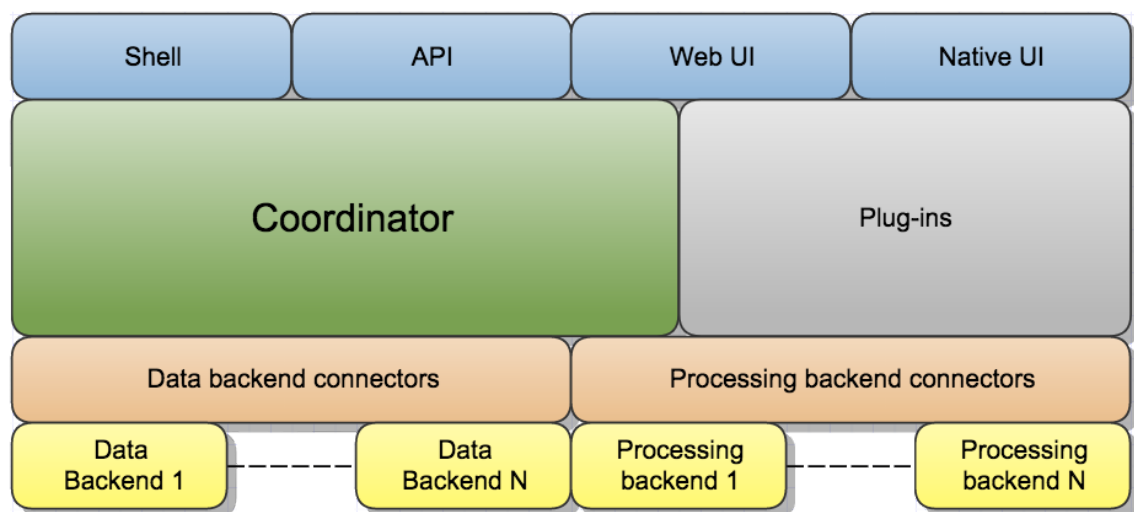 Shell
API
Web UI
Native UI
Coordinator
Plug-ins
Data backend connectors
Processing backend connectors
Data
Backend 1
Data
Backend N
Processing
backend 1
Processing
backend N